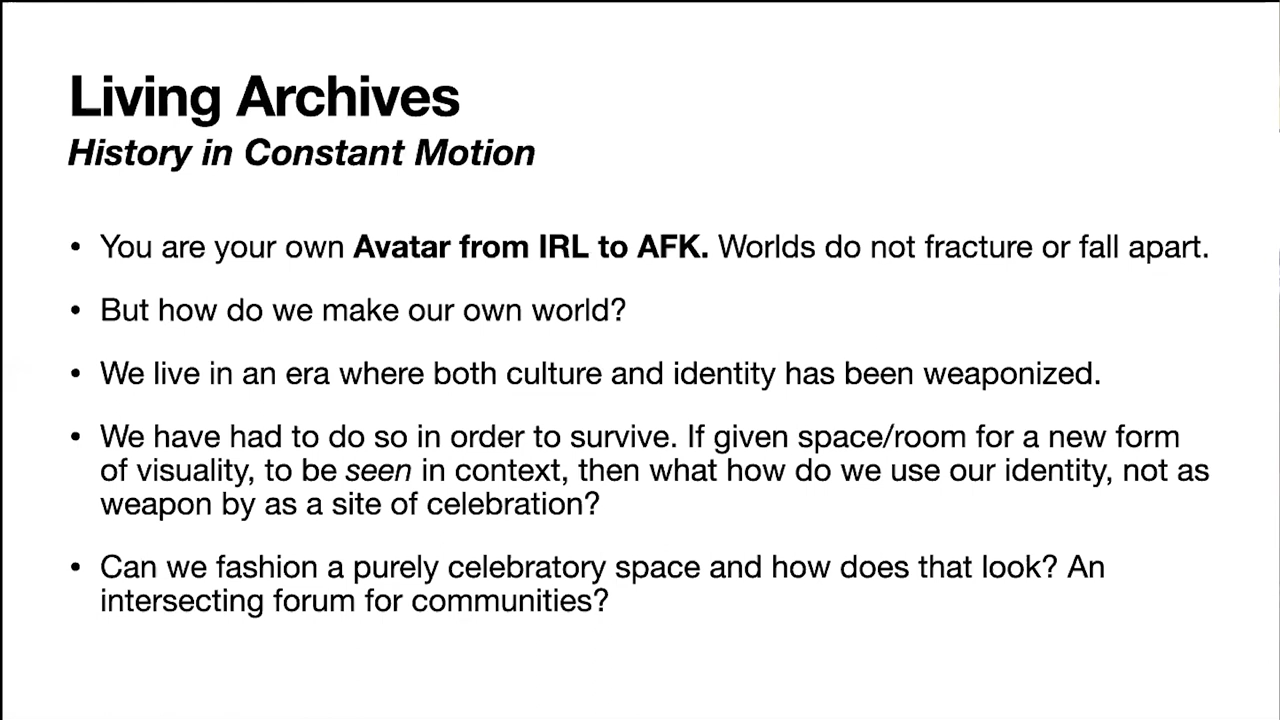 Living Archives
History in Constant Motion
• You are your own Avatar from IRL to AFK. Worlds do not fracture or fall apart.
• But how do we make our own world?
• We live in an era where both culture and identity has been weaponized.
• We have had to do so in order to survive. If given space/room for a new form
of visuality, to be seen in context, then what how do we use our identity, not as
weapon by as a site of celebration?
• Can we fashion a purely celebratory space and how does that look? An
intersecting forum for communities?